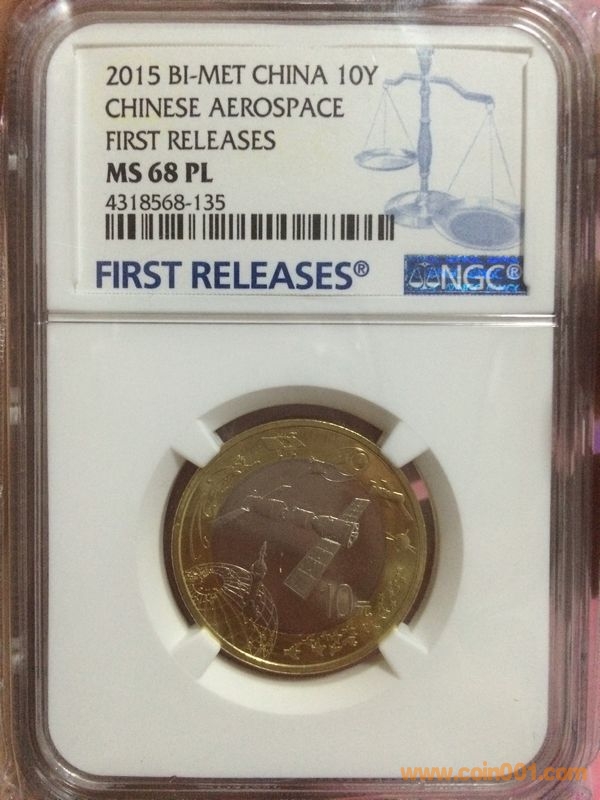 2015 BI-MET CHINA 10Y
CHINESE AEROSPACE
FIRST RELEASES
MS 68 PL
4318568-135
FIRST RELEASES®
NGC®
10元
www.coin001.com